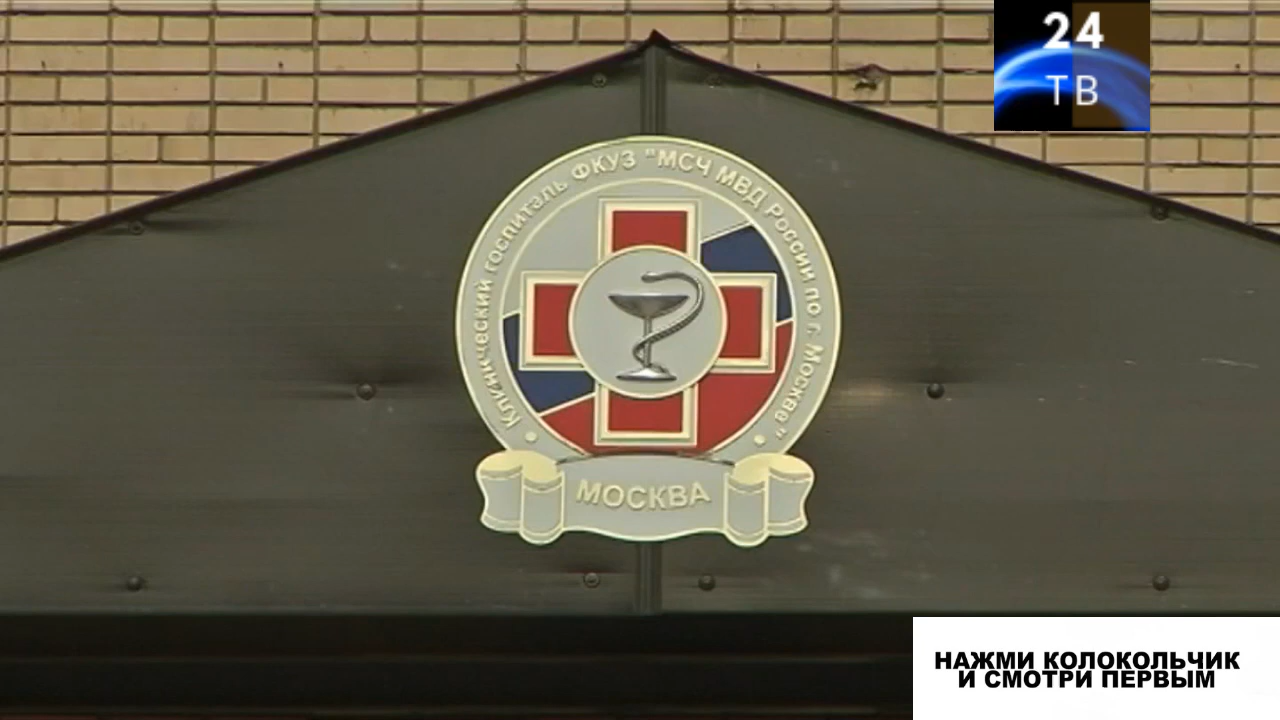 24
ТВ
Клинический госпиталь ФКУЗ "МСЧ МВД России по г. Москве"
МОСКВА
НАЖМИ КОЛОКОЛЬЧИК
И СМОТРИ ПЕРВЫМ